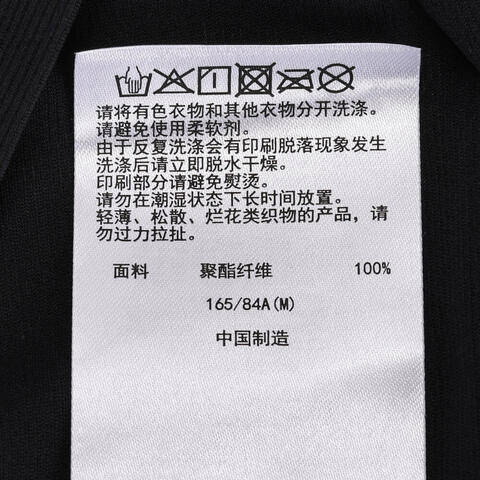 请将有色衣物和其他衣物分开洗涤。
请避免使用柔软剂。
由于反复洗涤会有印刷脱落现象发生
洗涤后请立即脱水干燥。
印刷部分请避免熨烫。
请勿在潮湿状态下长时间放置。
轻薄、松散、烂花类织物的产品，请
勿过力拉扯。
面料 聚酯纤维 100%
165/84A(M)
中国制造